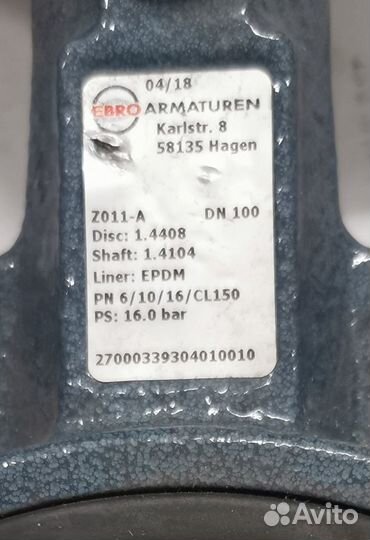 04/18
EBRO ARMATUREN
Karlstr. 8
58135 Hagen
Z011-A DN 100
Disc: 1.4408
Shaft: 1.4104
Liner: EPDM
PN 6/10/16/CL150
PS: 16.0 bar
27000339304010010
Avito